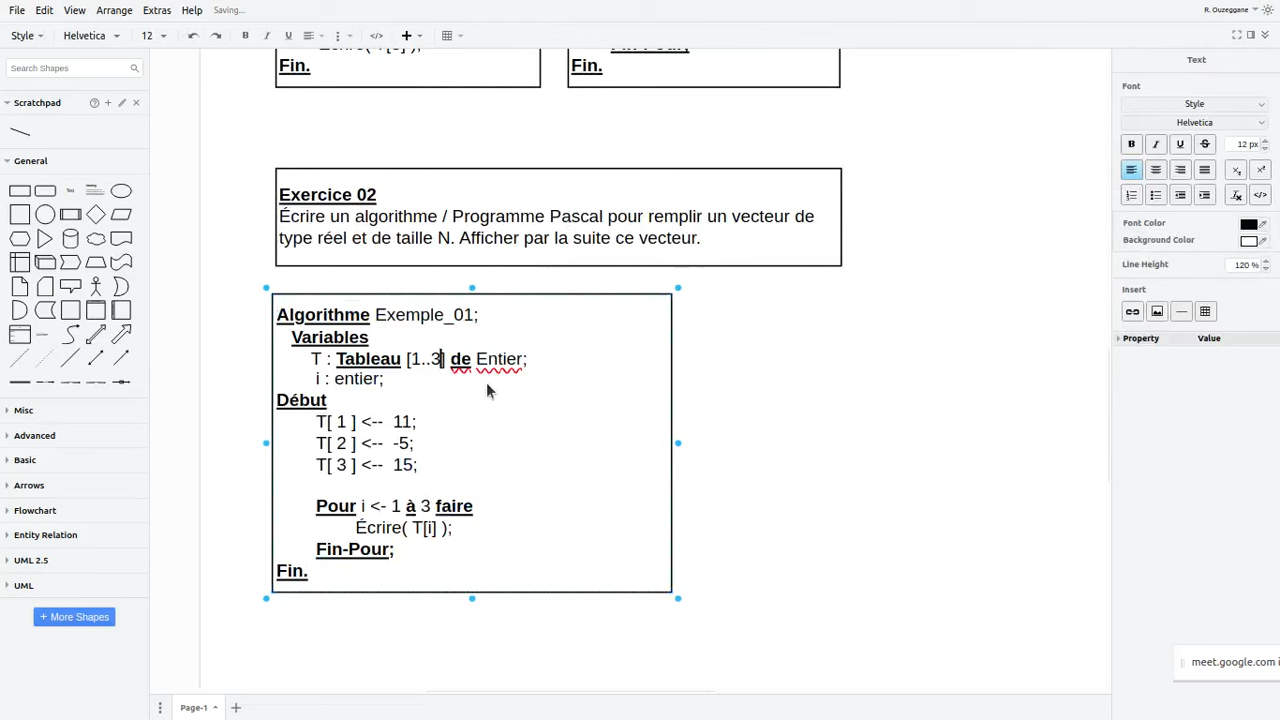 File Edit View Arrange Extras Help Saving...
R. Ouzeggane
Style Helvetica 12 B I U </>
Search Shapes
Scratchpad
General
Text
Misc
Advanced
Basic
Arrows
Flowchart
Entity Relation
UML 2.5
UML
+ More Shapes
Fin.
Fin.
Exercice 02
Écrire un algorithme / Programme Pascal pour remplir un vecteur de
type réel et de taille N. Afficher par la suite ce vecteur.
Algorithme Exemple_01;
Variables
T : Tableau [1..3] de Entier;
i : entier;
Début
T[ 1 ] <-- 11;
T[ 2 ] <-- -5;
T[ 3 ] <-- 15;
Pour i <- 1 à 3 faire
Écrire( T[i] );
Fin-Pour;
Fin.
Page-1
Text
Font
Style
Helvetica
B I U S 12 px
Font Color
Background Color
Line Height 120 %
Insert
Property Value
meet.google.com i